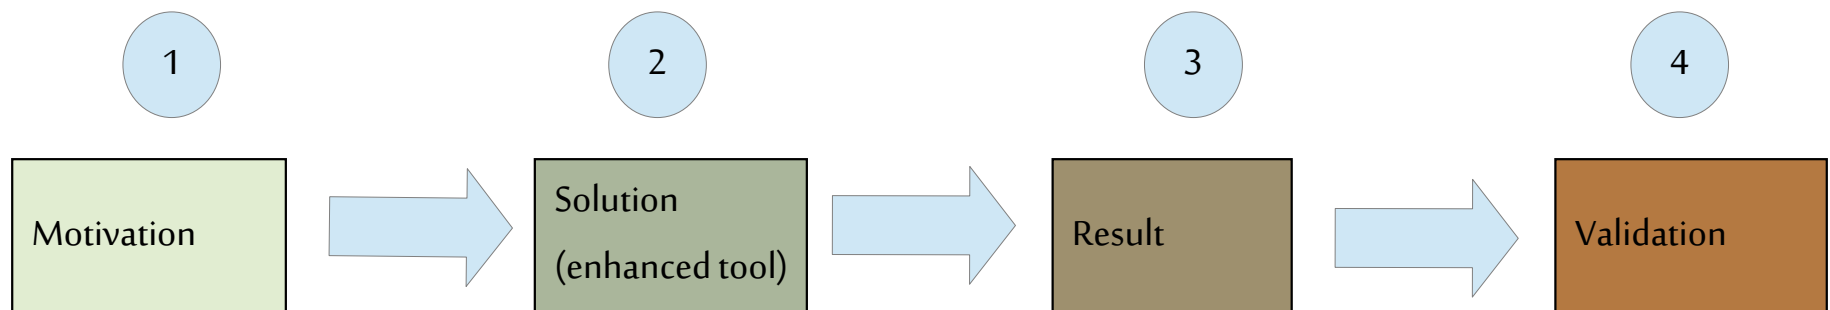 1
2
3
4
Motivation
Solution
(enhanced tool)
Result
Validation